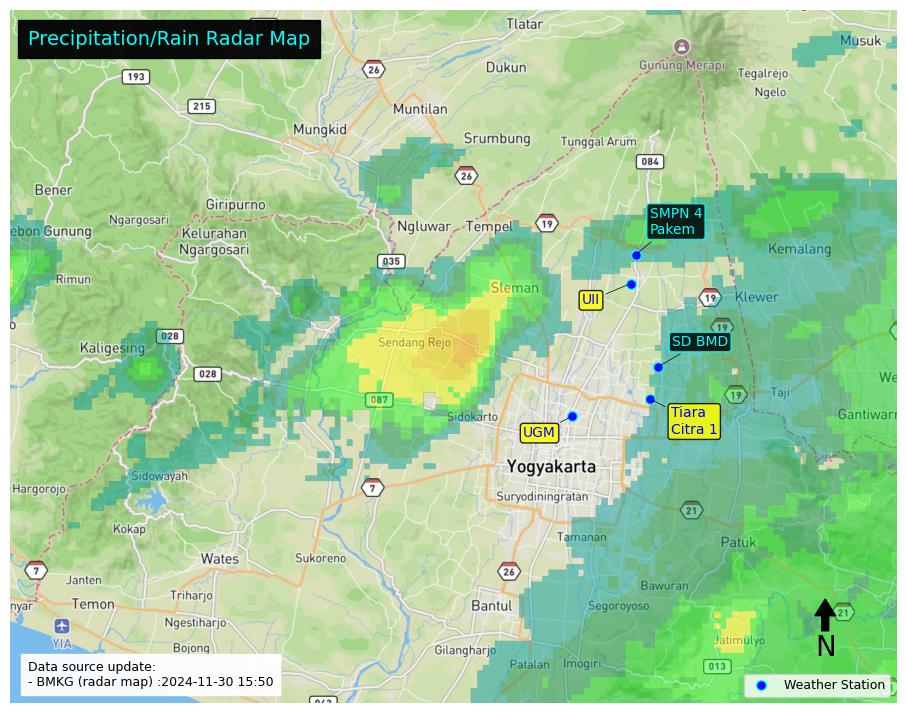 Precipitation/Rain Radar Map
Tlatar
Musuk
26
Gunung Merapi
193
Dukun
Tegalrejo
Ngelo
215
Muntilan
Mungkid
Srumbung
Tunggal Arum
084
26
Bener
Giripurno
SMPN 4
Pakem
Ngargosari
Kelurahan
Ngargosari
Ngluwar
Tempel
19
ebon Gunung
Kemalang
035
Rimun
Sleman
UII
19
Klewer
19
028
Sendang Rejo
SD BMD
Kaligesing
028
We
087
19
Taji
Sidokarto
Tiara
Citra 1
Gantiwarn
UGM
Yogyakarta
Sidowayah
Hargorojo
7
Suryodiningratan
21
Kokap
Tamanan
Patuk
Wates
Sukoreno
7
Janten
26
Bawuran
Triharjo
nyar
Temon
Bantul
Segoroyoso
21
Ngestiharjo
YIA
Jatimulyo
N
Bojong
Gilangharjo
Patalan
Imogiri
013
Data source update:
- BMKG (radar map) :2024-11-30 15:50
Weather Station